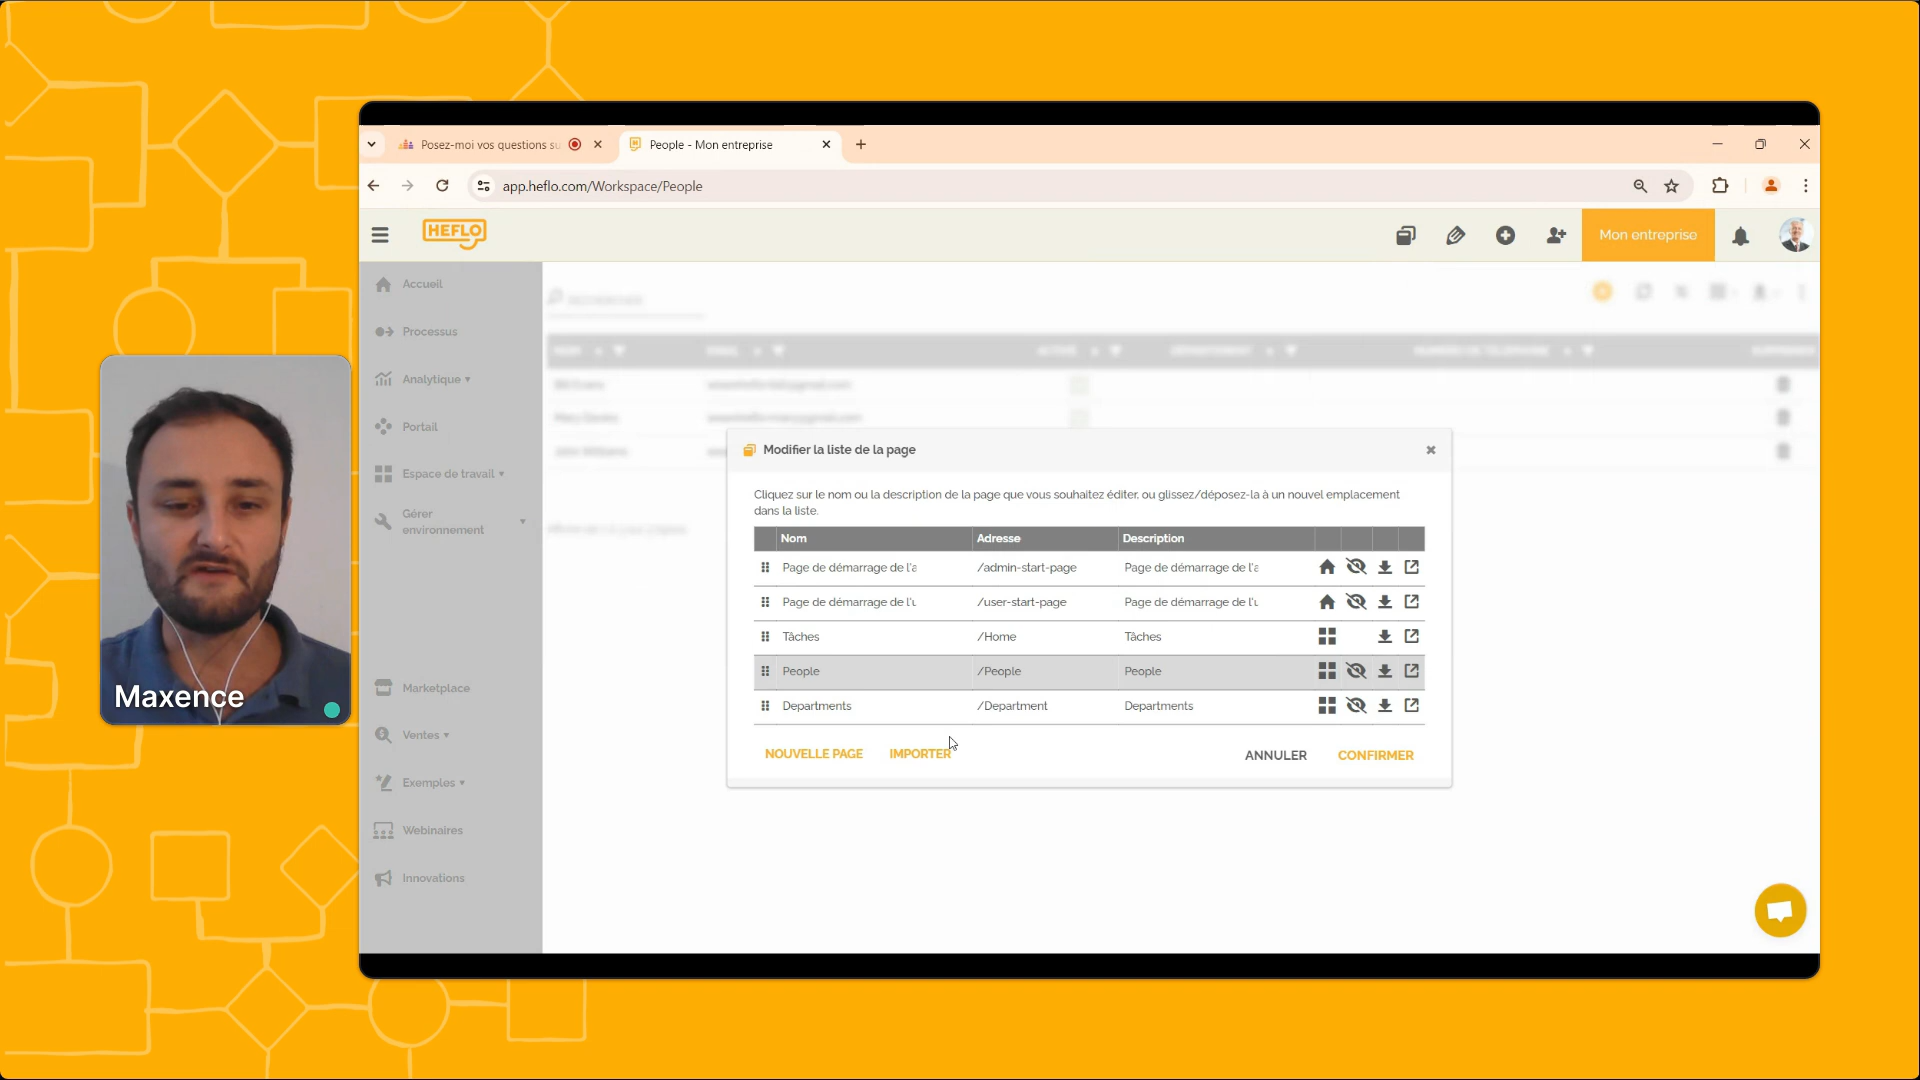 Posez-moi vos questions su
People - Mon entreprise
app.heflo.com/Workspace/People
HEFLO
Mon entreprise
Accueil
Processus
Analytique
Portail
Espace de travail
Gérer
environnement
Marketplace
Ventes
Exemples
Webinaires
Innovations
Modifier la liste de la page
Cliquez sur le nom ou la description de la page que vous souhaitez éditer, ou glissez/déposez-la à un nouvel emplacement
dans la liste.
Nom Adresse Description
Page de démarrage de l'a /admin-start-page Page de démarrage de l'a
Page de démarrage de l'u /user-start-page Page de démarrage de l'u
Tâches /Home Tâches
People /People People
Departments /Department Departments
NOUVELLE PAGE IMPORTER ANNULER CONFIRMER
Maxence